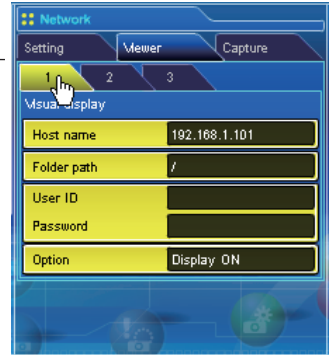 Network
Setting Viewer Capture
1 2 3
Visual display
Host name 192.168.1.101
Folder path /
User ID
Password
Option Display ON